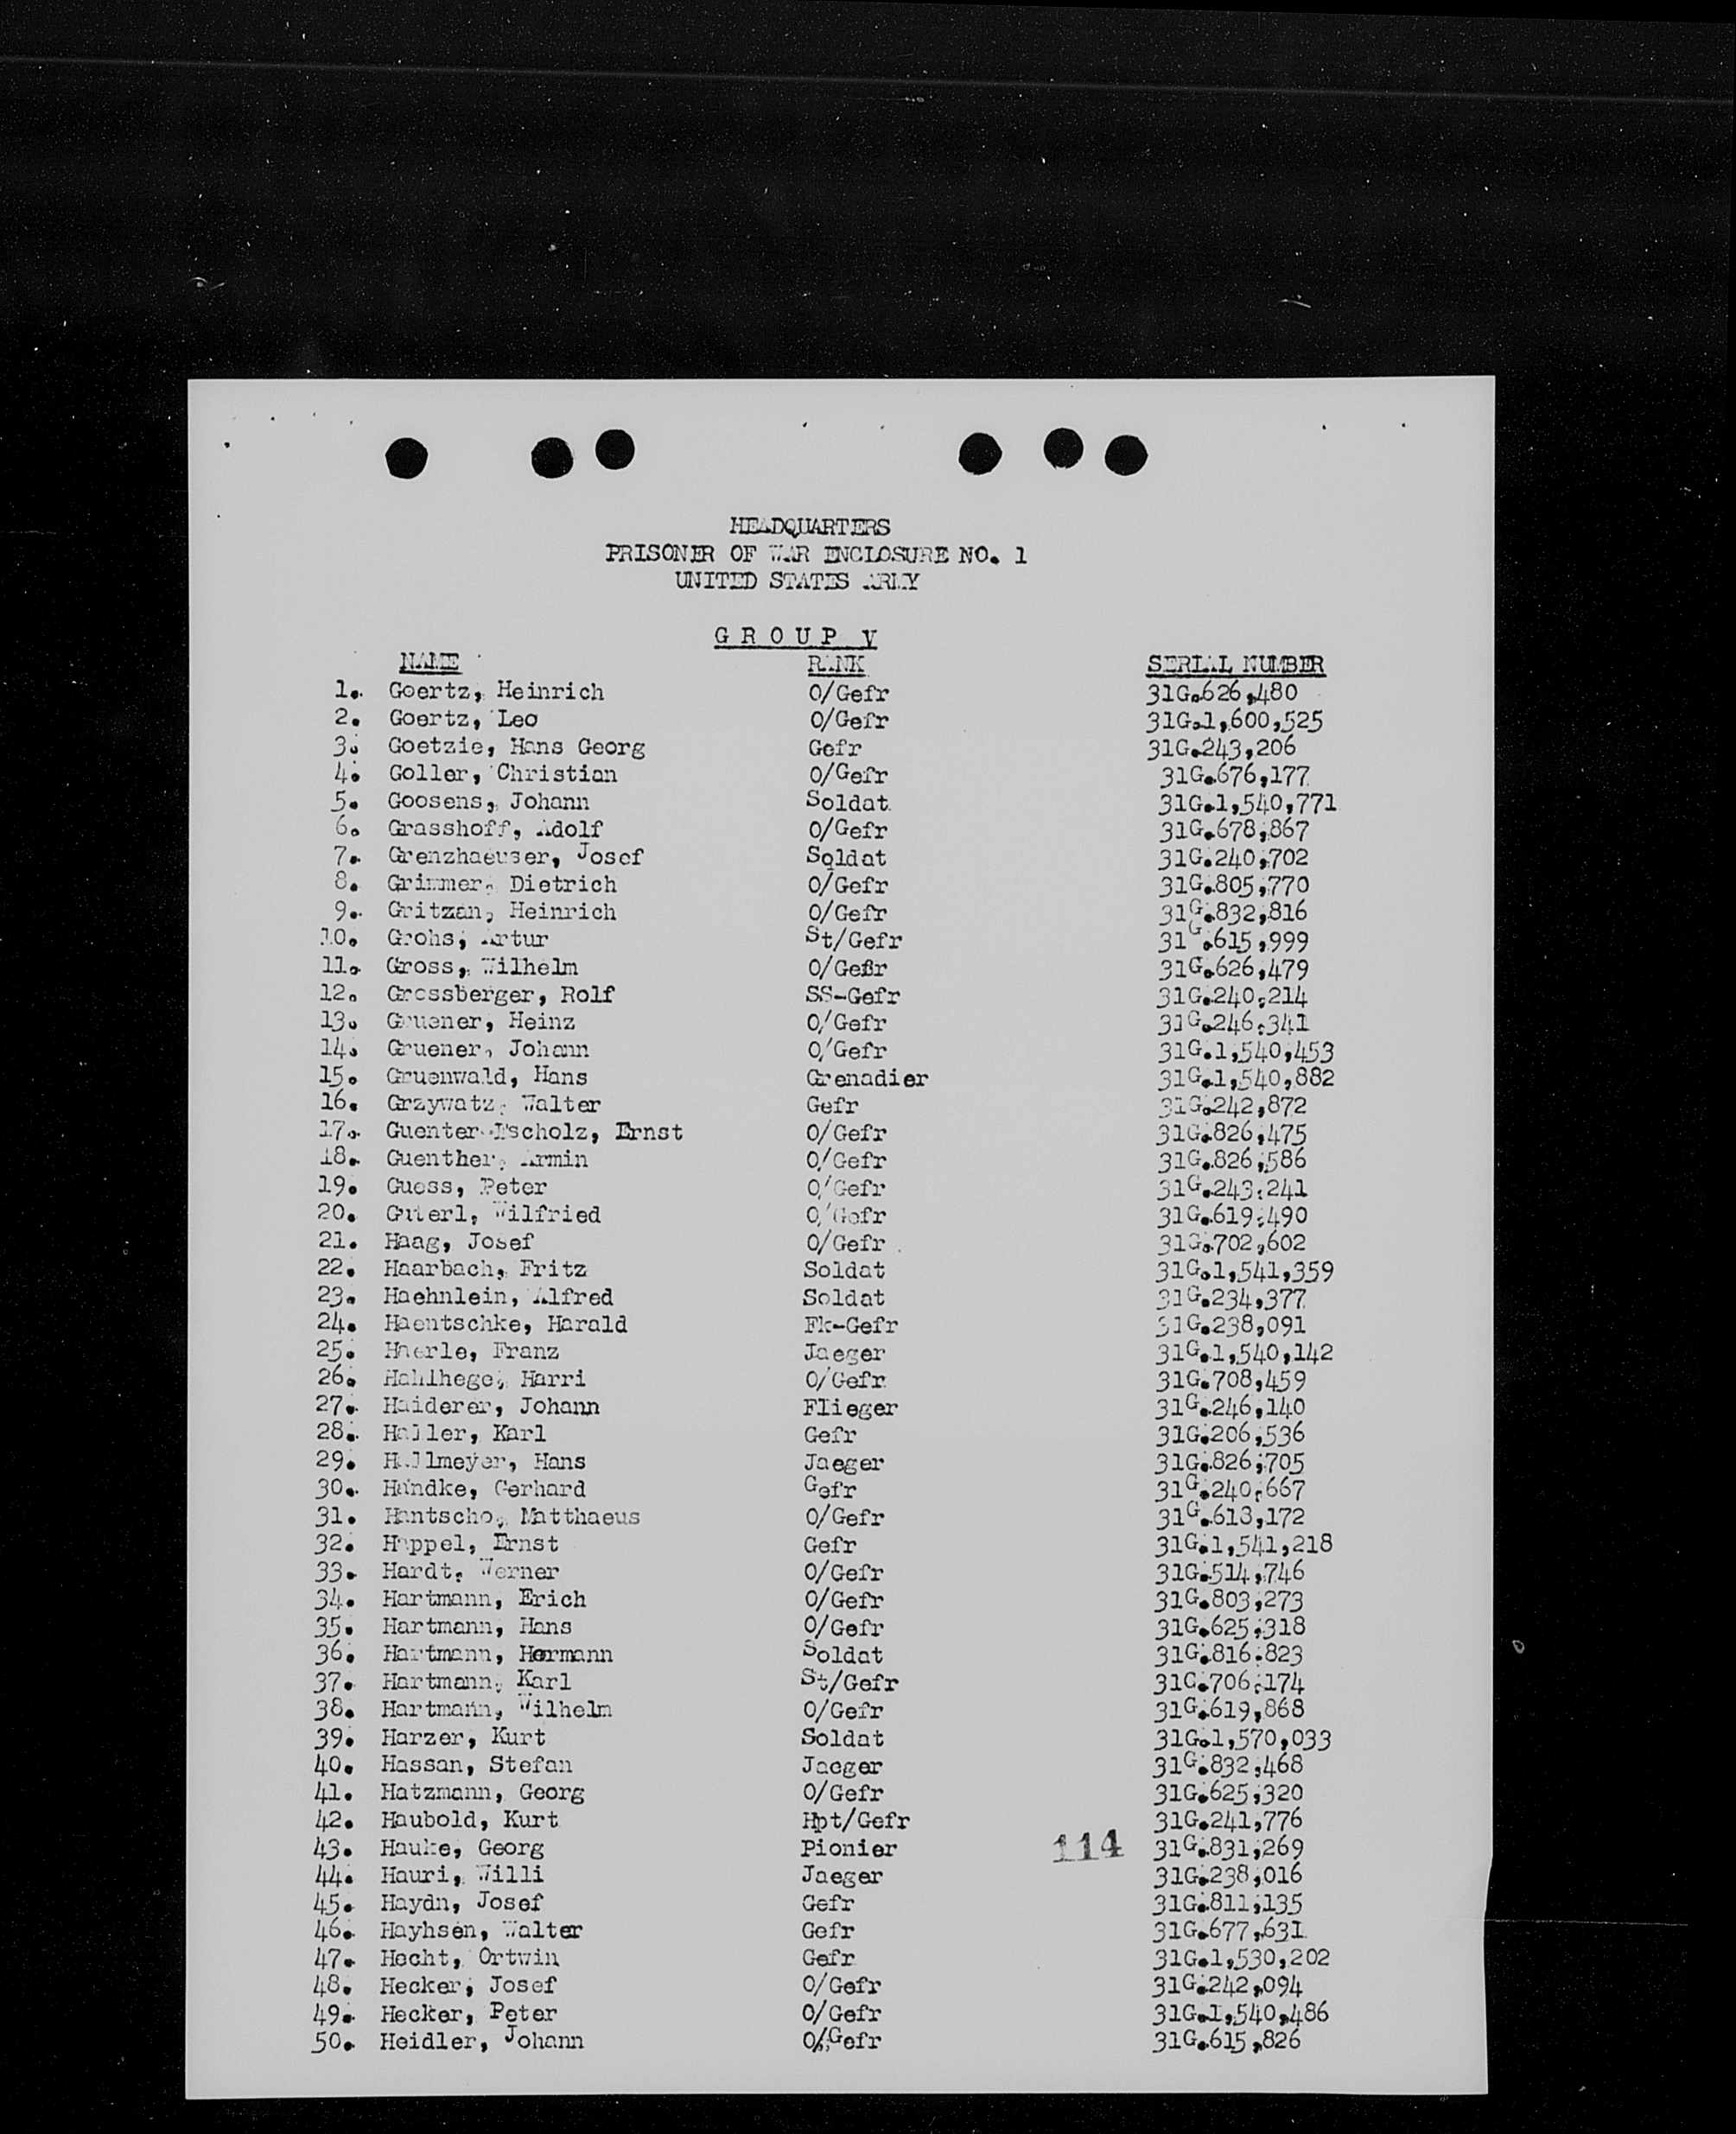 HEADQUARTERS
PRISONER OF WAR ENCLOSURE NO. 1
UNITED STATES ARMY
GROUP V
NAME RANK SERIAL NUMBER
1. Goertz, Heinrich O/Gefr 31G.626,480
2. Goertz, Leo O/Gefr 31G.1,600,525
3. Goetzie, Hans Georg Gefr 31G.243,206
4. Goller, Christian O/Gefr 31G.676,177
5. Goosens, Johann Soldat 31G.1,540,771
6. Grasshoff, Adolf O/Gefr 31G.678,867
7. Grenzhaeuser, Josef Soldat 31G.240,702
8. Grimmer, Dietrich O/Gefr 31G.805,770
9. Gritzan, Heinrich O/Gefr 31G.832,816
10. Grohs, Artur St/Gefr 31G.615,999
11. Gross, Wilhelm O/Gefr 31G.626,479
12. Grossberger, Rolf SS-Gefr 31G.240,214
13. Gruener, Heinz O/Gefr 31G.246,341
14. Gruener, Johann O/Gefr 31G.1,540,453
15. Gruenwald, Hans Grenadier 31G.1,540,882
16. Grzywatz, Walter Gefr 31G.242,872
17. Guenter Ernst O/Gefr 31G.826,475
18. Guenther, Armin O/Gefr 31G.826,586
19. Guess, Peter O/Gefr 31G.243,241
20. Guterl, Wilfried O/Gefr 31G.619,490
21. Haag, Josef O/Gefr 31G.702,602
22. Haarbach, Fritz Soldat 31G.1,541,359
23. Haehnlein, Alfred Soldat 31G.234,377
24. Haentschke, Harald Fk-Gefr 31G.238,091
25. Haerle, Franz Jaeger 31G.1,540,142
26. Hahlhege, Harri O/Gefr 31G.708,459
27. Haiderer, Johann Flieger 31G.246,140
28. Haller, Karl Gefr 31G.206,536
29. Hallmeyer, Hans Jaeger 31G.826,705
30. Handke, Gerhard Gefr 31G.240,667
31. Hantscho, Matthaeus O/Gefr 31G.613,172
32. Happel, Ernst Gefr 31G.1,541,218
33. Hardt, Werner O/Gefr 31G.514,746
34. Hartmann, Erich O/Gefr 31G.803,273
35. Hartmann, Hans O/Gefr 31G.625,318
36. Hartmann, Hermann Soldat 31G.816,823
37. Hartmann, Karl St/Gefr 31G.706,174
38. Hartmann, Wilhelm O/Gefr 31G.619,868
39. Harzer, Kurt Soldat 31G.1,570,033
40. Hassan, Stefan Jaeger 31G.832,468
41. Hatzmann, Georg O/Gefr 31G.625,320
42. Haubold, Kurt Hpt/Gefr 31G.241,776
43. Hauke, Georg Pionier 114 31G.831,269
44. Hauri, Willi Jaeger 31G.238,016
45. Haydn, Josef Gefr 31G.811,135
46. Hayhsen, Walter Gefr 31G.677,631
47. Hecht, Ortwin Gefr 31G.1,530,202
48. Hecker, Josef O/Gefr 31G.242,094
49. Hecker, Peter O/Gefr 31G.1,540,486
50. Heidler, Johann O/Gefr 31G.615,826